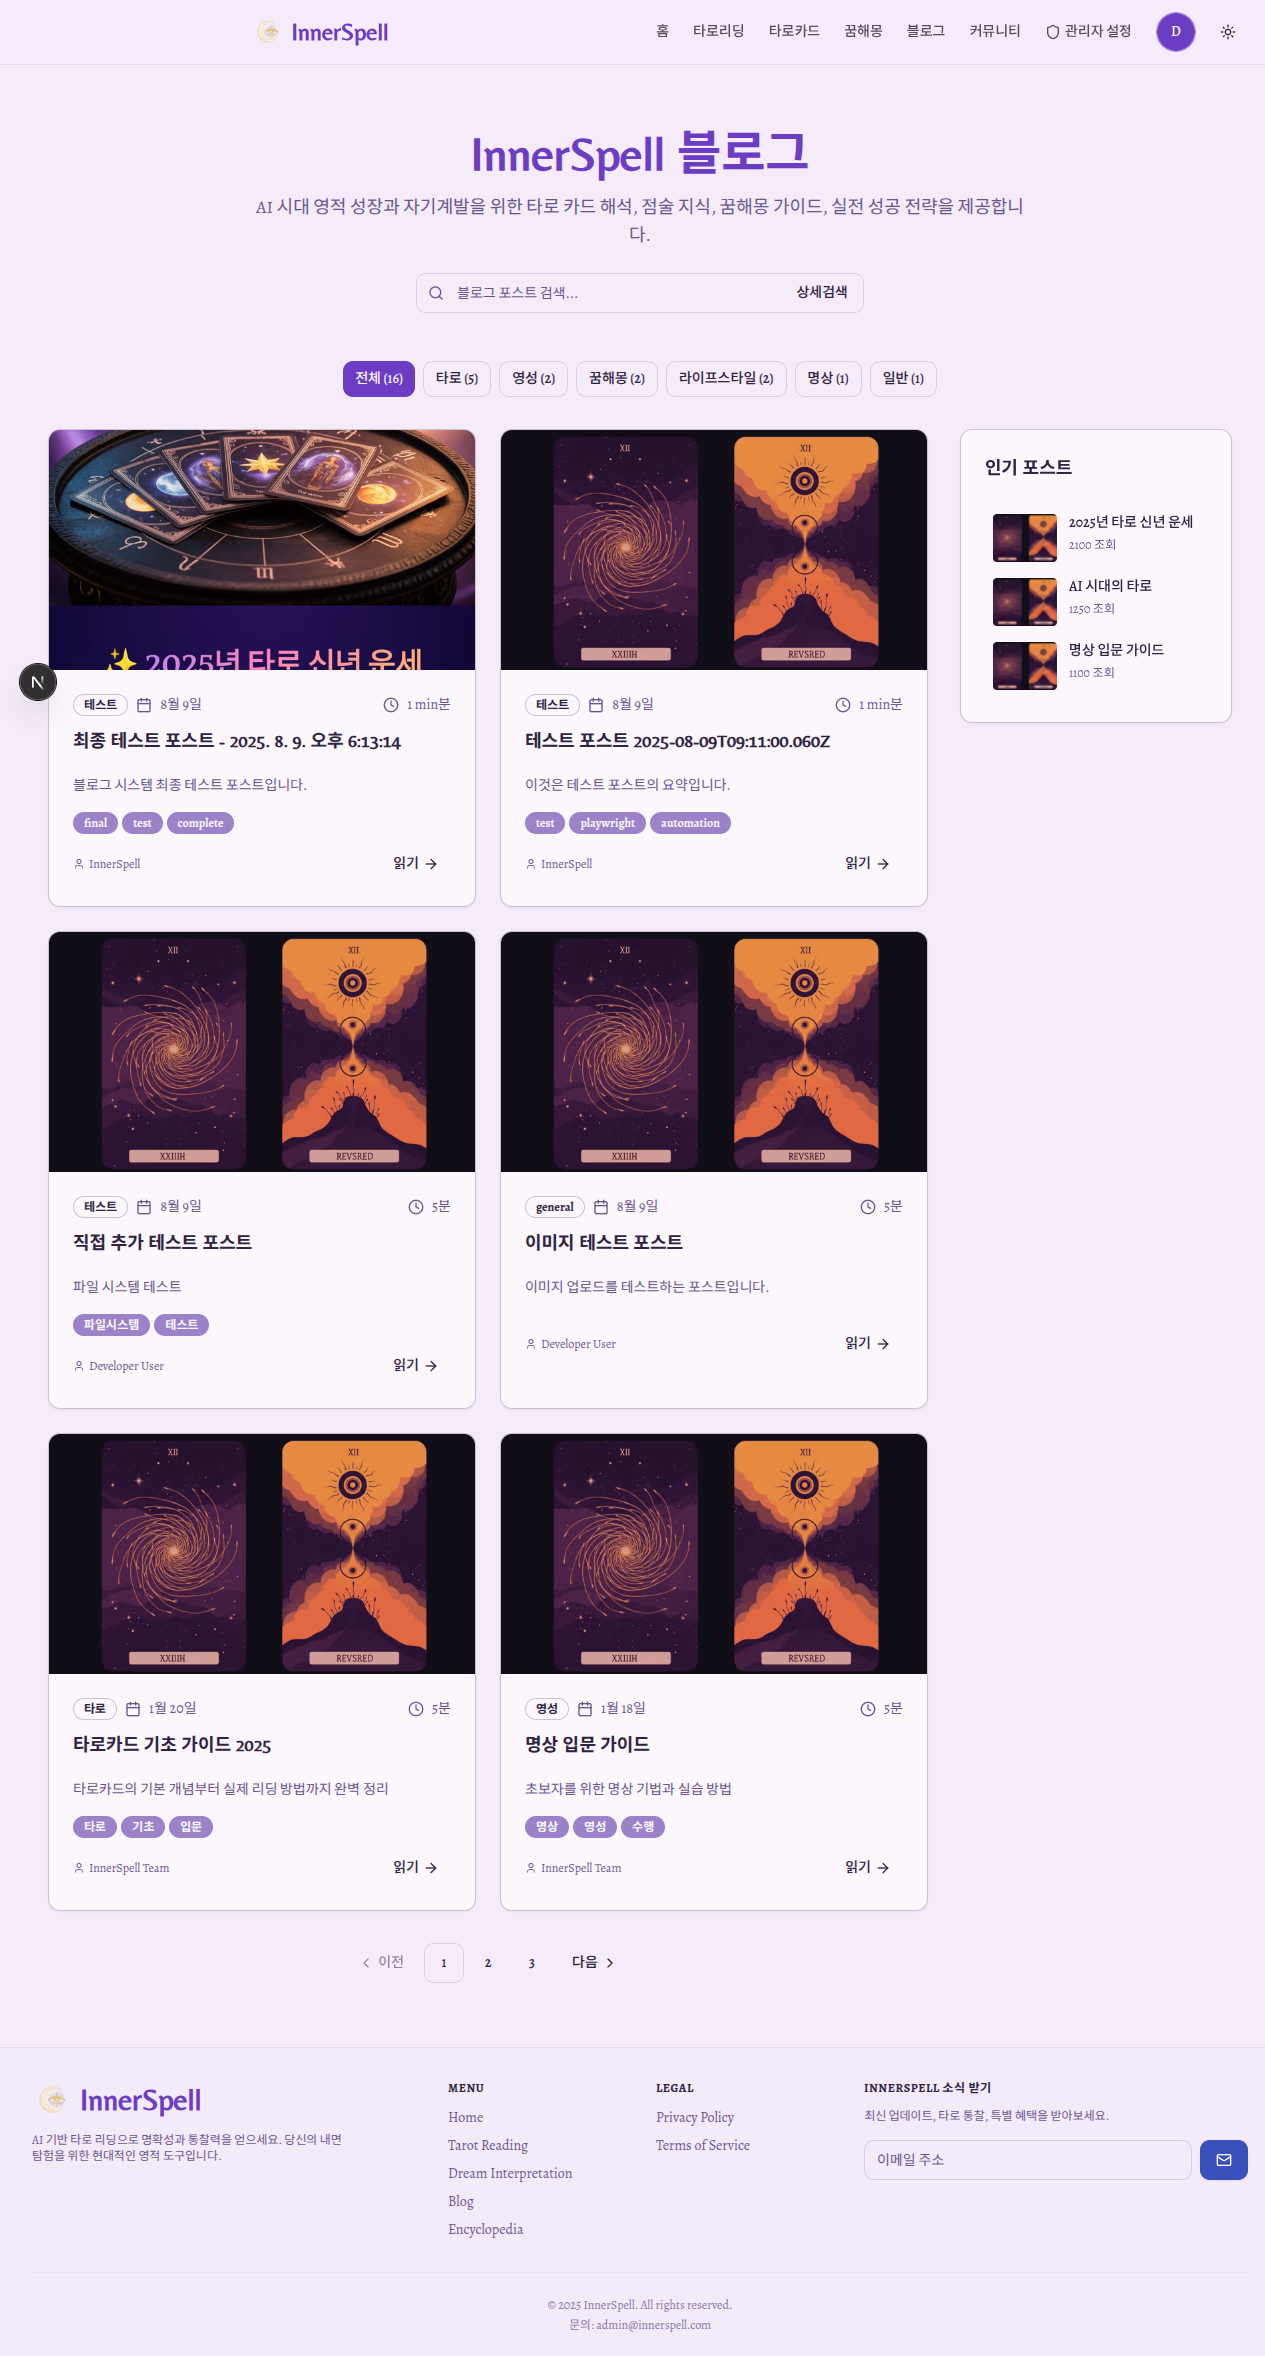 InnerSpell
홈 타로리딩 타로카드 꿈해몽 블로그 커뮤니티 관리자 설정 D
InnerSpell 블로그
AI 시대 영적 성장과 자기계발을 위한 타로 카드 해석, 점술 지식, 꿈해몽 가이드, 실전 성공 전략을 제공합니
다.
블로그 포스트 검색... 상세검색
전체 (16) 타로 (5) 영성 (2) 꿈해몽 (2) 라이프스타일 (2) 명상 (1) 일반 (1)
✨ 2025년 타로 신년 운세
N
테스트 8월 9일 1 min분
최종 테스트 포스트 - 2025. 8. 9. 오후 6:13:14
블로그 시스템 최종 테스트 포스트입니다.
final test complete
InnerSpell 읽기 →
XII XII
XXIIIH REVSRED
테스트 8월 9일 1 min분
테스트 포스트 2025-08-09T09:11:00.060Z
이것은 테스트 포스트의 요약입니다.
test playwright automation
InnerSpell 읽기 →
인기 포스트
2025년 타로 신년 운세
2100 조회
AI 시대의 타로
1250 조회
명상 입문 가이드
1100 조회
XII XII
XXIIIH REVSRED
테스트 8월 9일 5분
직접 추가 테스트 포스트
파일 시스템 테스트
파일시스템 테스트
Developer User 읽기 →
XII XII
XXIIIH REVSRED
general 8월 9일 5분
이미지 테스트 포스트
이미지 업로드를 테스트하는 포스트입니다.
Developer User 읽기 →
XII XII
XXIIIH REVSRED
타로 1월 20일 5분
타로카드 기초 가이드 2025
타로카드의 기본 개념부터 실제 리딩 방법까지 완벽 정리
타로 기초 입문
InnerSpell Team 읽기 →
XII XII
XXIIIH REVSRED
영성 1월 18일 5분
명상 입문 가이드
초보자를 위한 명상 기법과 실습 방법
명상 영성 수행
InnerSpell Team 읽기 →
이전 1 2 3 다음
InnerSpell
AI 기반 타로 리딩으로 명확성과 통찰력을 얻으세요. 당신의 내면
탐험을 위한 현대적인 영적 도구입니다.
MENU
Home
Tarot Reading
Dream Interpretation
Blog
Encyclopedia
LEGAL
Privacy Policy
Terms of Service
INNERSPELL 소식 받기
최신 업데이트, 타로 통찰, 특별 혜택을 받아보세요.
이메일 주소
© 2025 InnerSpell. All rights reserved.
문의: admin@innerspell.com